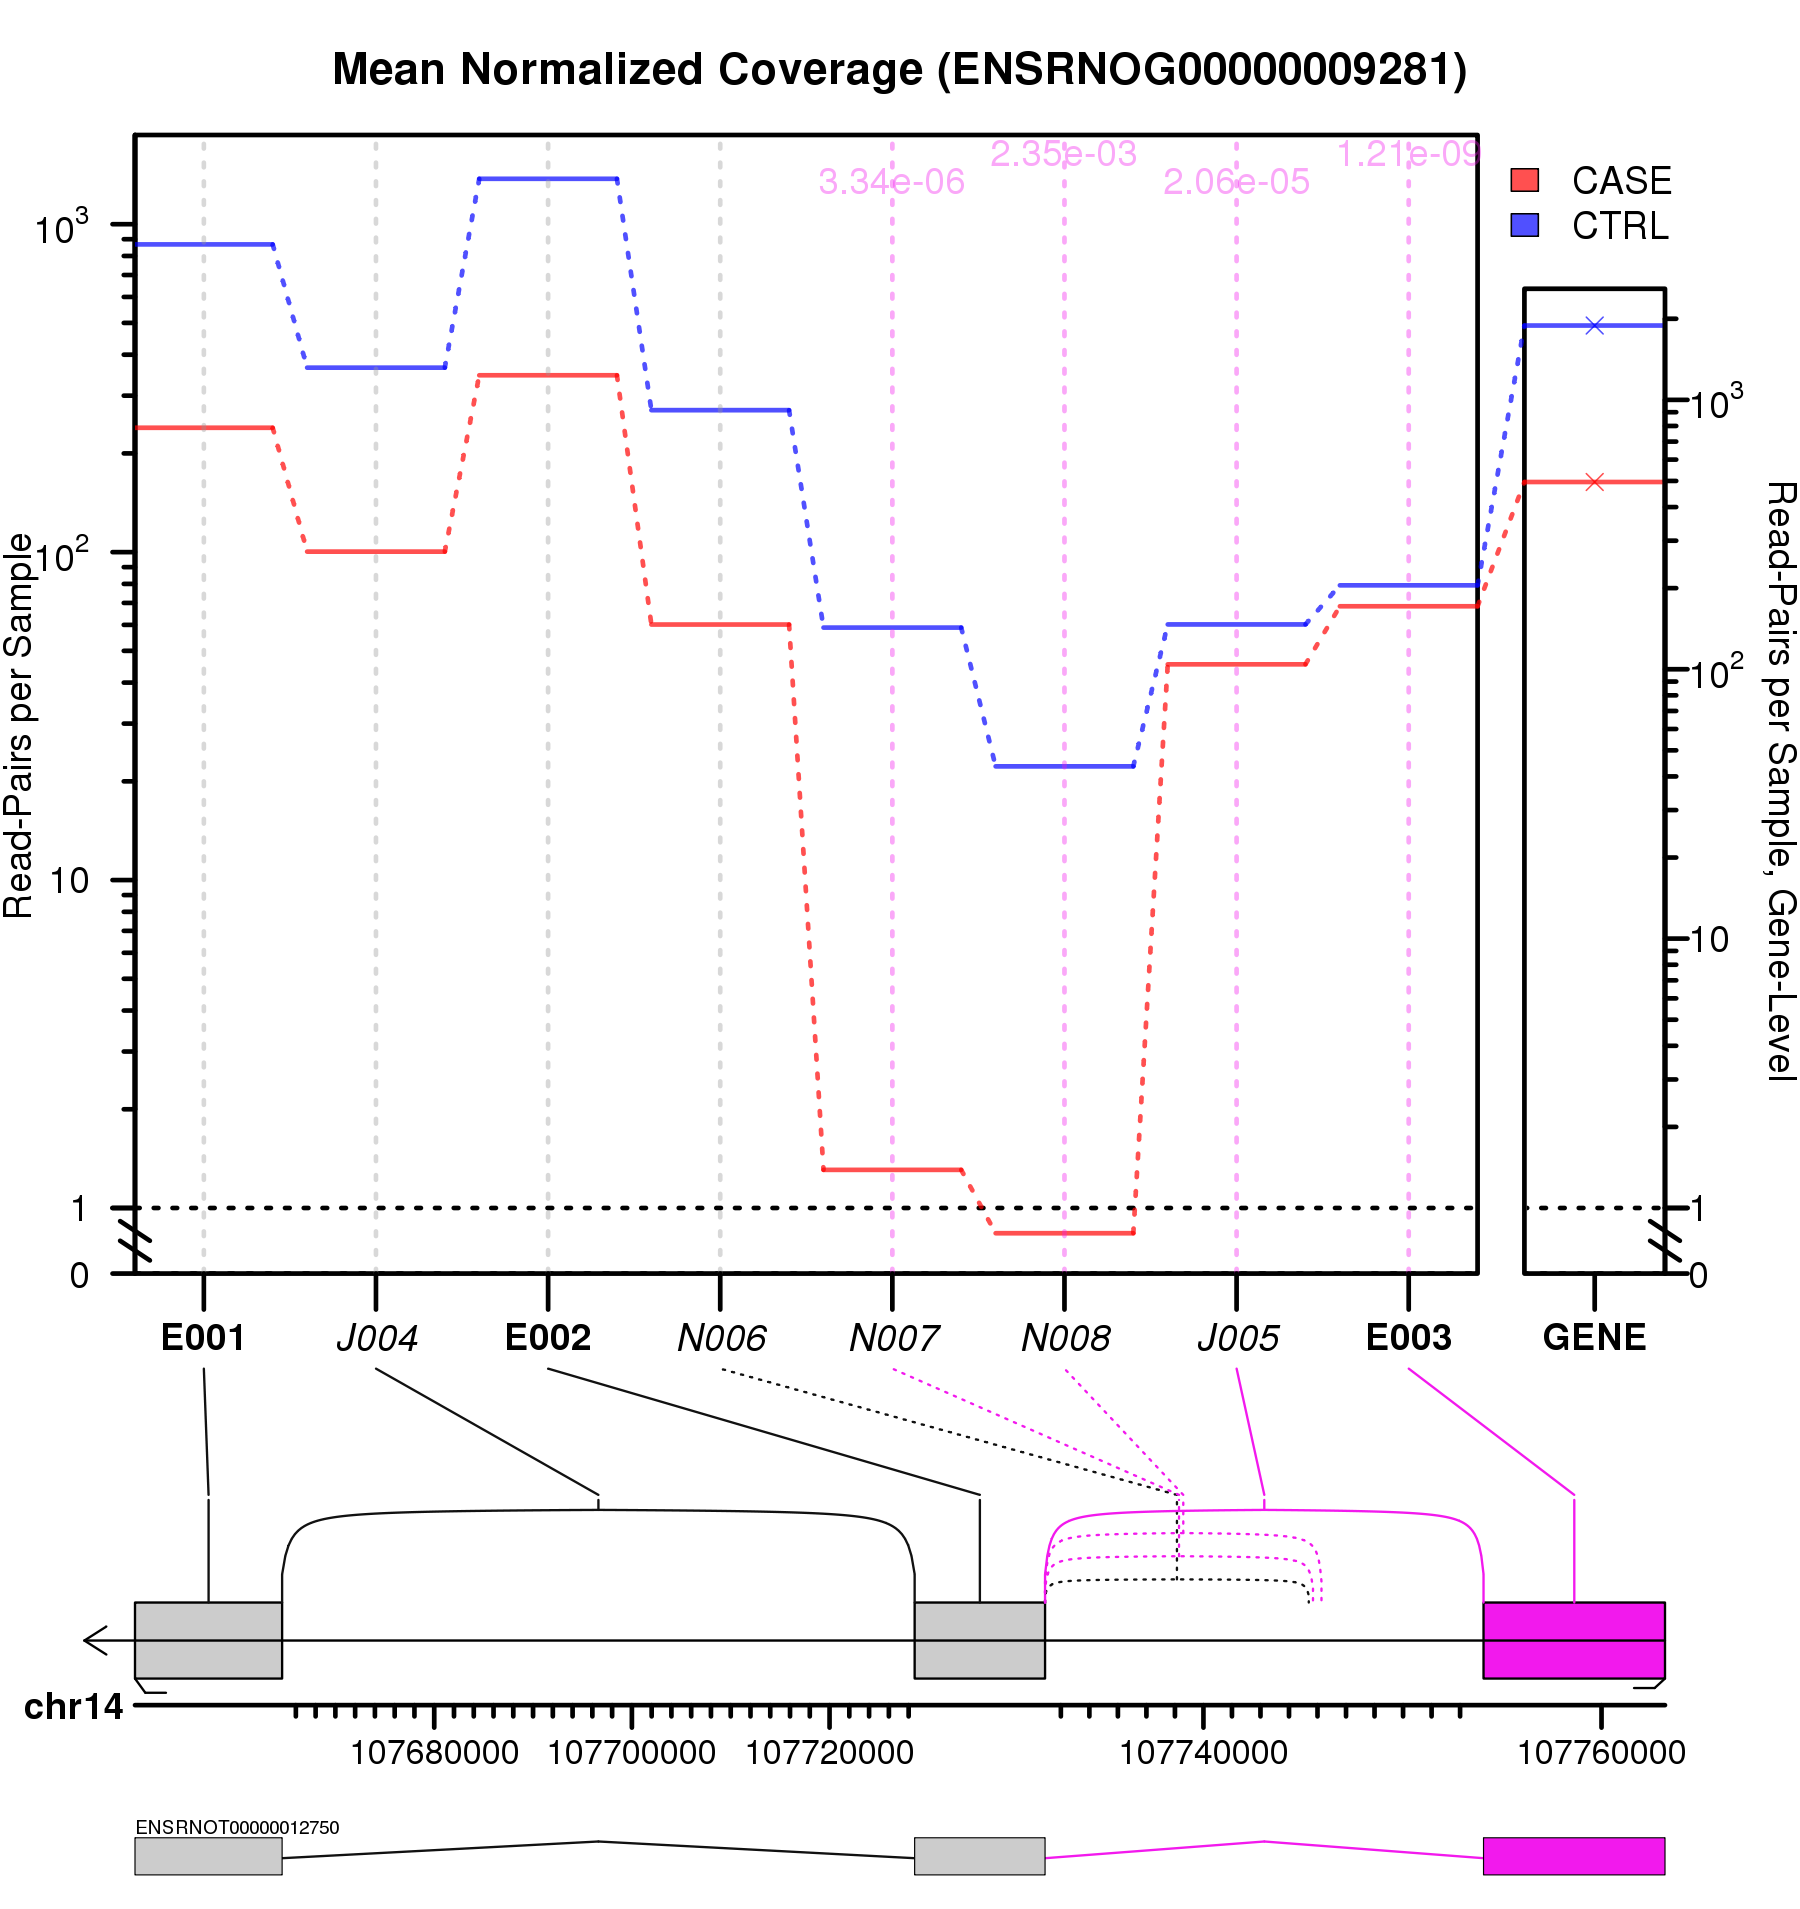 Mean Normalized Coverage (ENSRNOG00000009281)
2.35e-03 1.21e-09
3.34e-06 2.06e-05
CASE
CTRL
10³
10²
10
1
0
Read-Pairs per Sample
10³
10²
10
1
0
Read-Pairs per Sample, Gene-Level
E001 J004 E002 N006 N007 N008 J005 E003 GENE
chr14
107680000 107700000 107720000 107740000 107760000
ENSRNOT00000012750